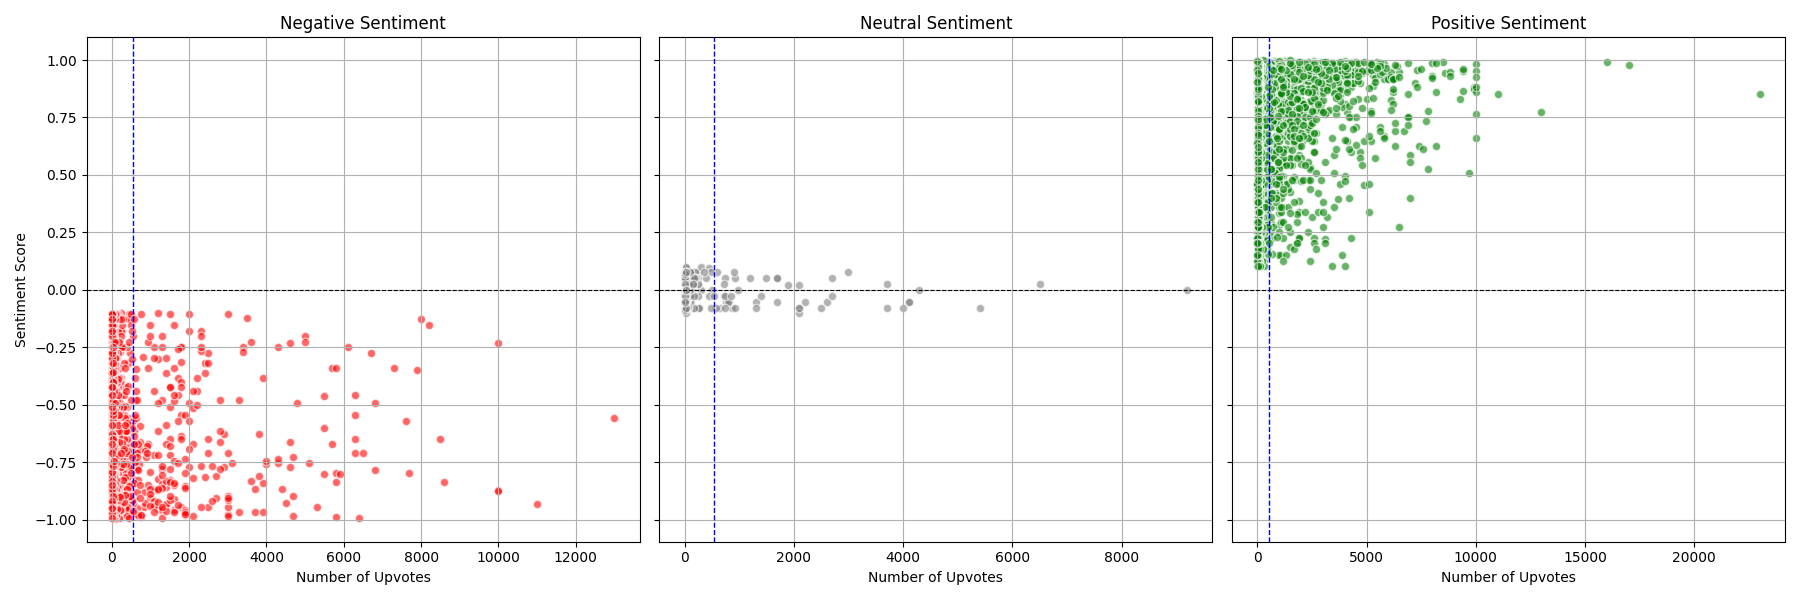 Negative Sentiment
Neutral Sentiment
Positive Sentiment
Sentiment Score
1.00
0.75
0.50
0.25
0.00
−0.25
−0.50
−0.75
−1.00
0 2000 4000 6000 8000 10000 12000
0 2000 4000 6000 8000
0 5000 10000 15000 20000
Number of Upvotes
Number of Upvotes
Number of Upvotes